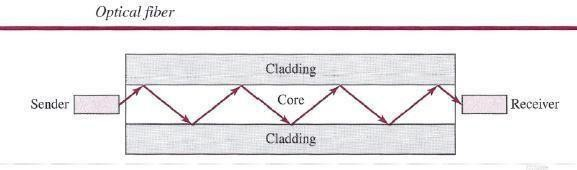 Optical fiber
Cladding
Sender
Core
Receiver
Cladding